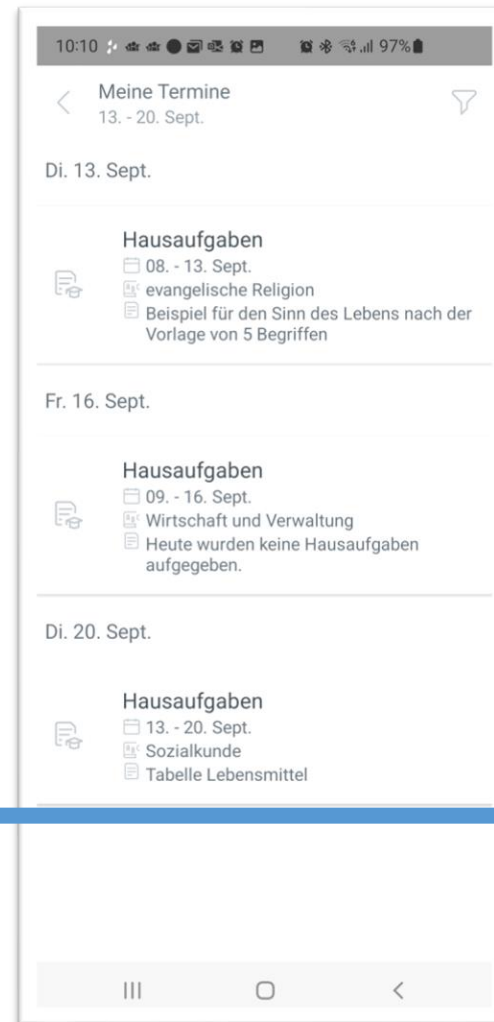 10:10 97%
Meine Termine
13. - 20. Sept.
Di. 13. Sept.
Hausaufgaben
08. - 13. Sept.
evangelische Religion
Beispiel für den Sinn des Lebens nach der
Vorlage von 5 Begriffen
Fr. 16. Sept.
Hausaufgaben
09. - 16. Sept.
Wirtschaft und Verwaltung
Heute wurden keine Hausaufgaben
aufgegeben.
Di. 20. Sept.
Hausaufgaben
13. - 20. Sept.
Sozialkunde
Tabelle Lebensmittel